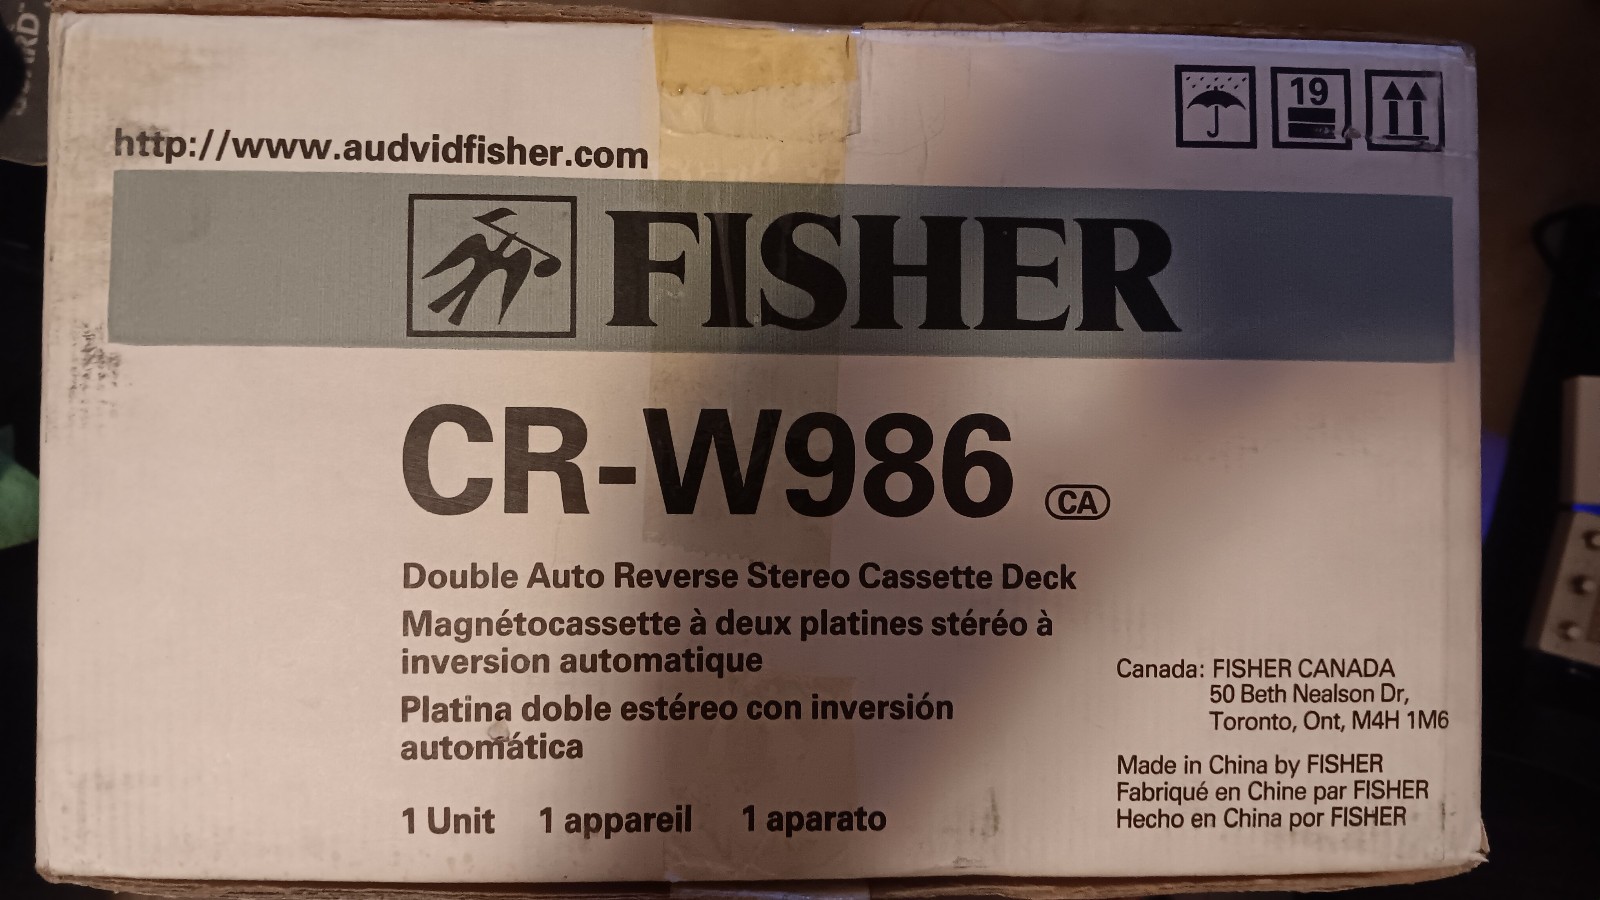 http://www.audvidfisher.com
19
FISHER
CR-W986 CA
Double Auto Reverse Stereo Cassette Deck
Magnétocassette à deux platines stéréo à
inversion automatique
Platina doble estéreo con inversión
automática
1 Unit 1 appareil 1 aparato
Canada: FISHER CANADA
50 Beth Nealson Dr,
Toronto, Ont, M4H 1M6
Made in China by FISHER
Fabriqué en Chine par FISHER
Hecho en China por FISHER